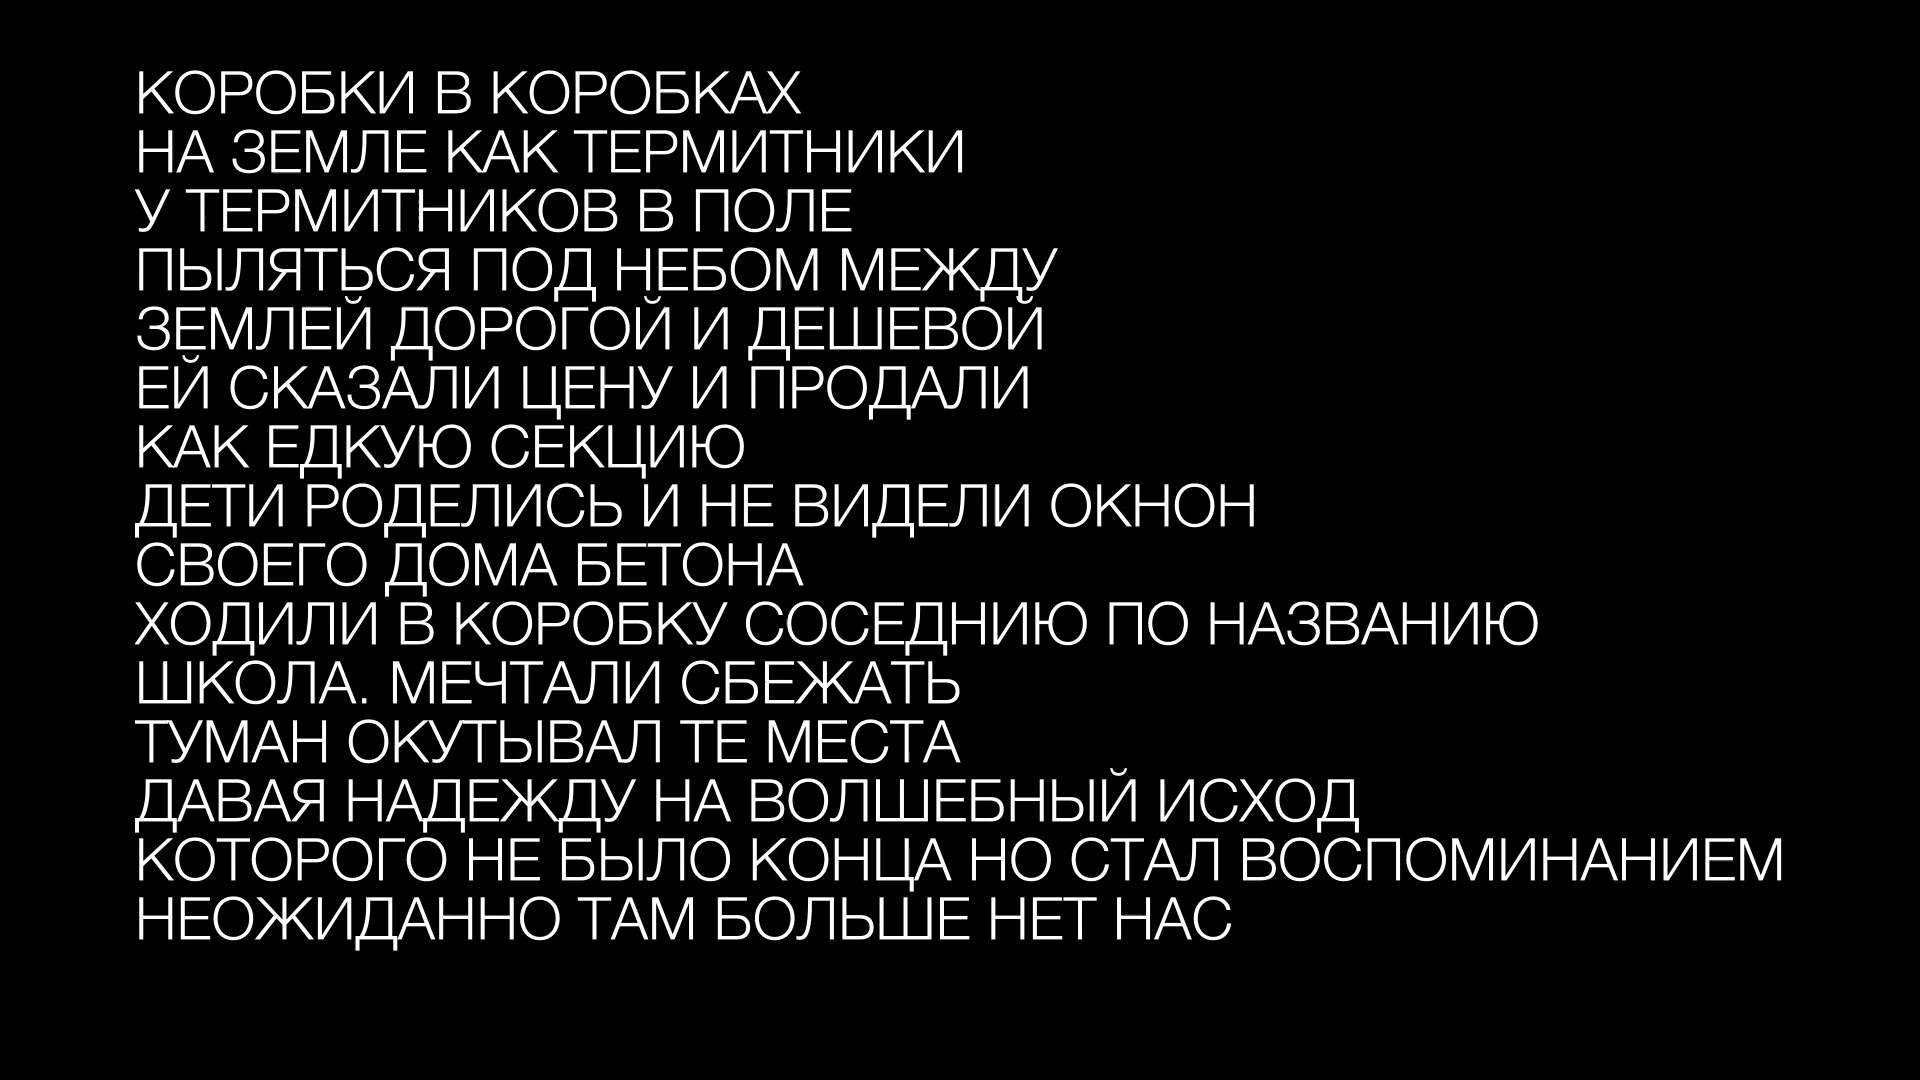 КОРОБКИ В КОРОБКАХ
НА ЗЕМЛЕ КАК ТЕРМИТНИКИ
У ТЕРМИТНИКОВ В ПОЛЕ
ПЫЛЯТЬСЯ ПОД НЕБОМ МЕЖДУ
ЗЕМЛЕЙ ДОРОГОЙ И ДЕШЕВОЙ
ЕЙ СКАЗАЛИ ЦЕНУ И ПРОДАЛИ
КАК ЕДКУЮ СЕКЦИЮ
ДЕТИ РОДЕЛИСЬ И НЕ ВИДЕЛИ ОКНОН
СВОЕГО ДОМА БЕТОНА
ХОДИЛИ В КОРОБКУ СОСЕДНИЮ ПО НАЗВАНИЮ
ШКОЛА. МЕЧТАЛИ СБЕЖАТЬ
ТУМАН ОКУТЫВАЛ ТЕ МЕСТА
ДАВАЯ НАДЕЖДУ НА ВОЛШЕБНЫЙ ИСХОД
КОТОРОГО НЕ БЫЛО КОНЦА НО СТАЛ ВОСПОМИНАНИЕМ
НЕОЖИДАННО ТАМ БОЛЬШЕ НЕТ НАС